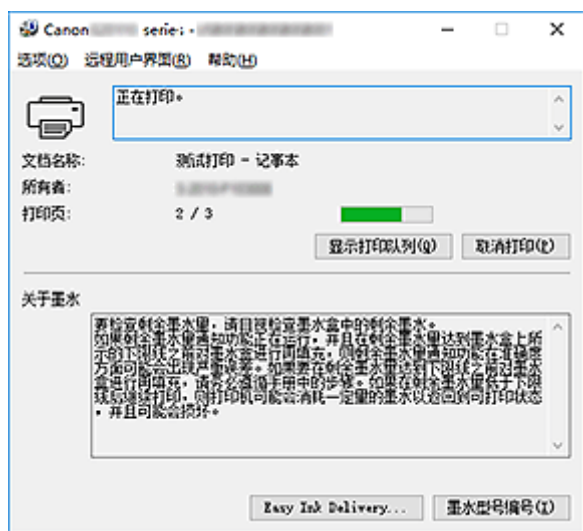 Canon series -
选项(O) 远程用户界面(R) 帮助(H)
正在打印。
文档名称: 测试打印 - 记事本
所有者:
打印页: 2 / 3
显示打印队列(Q) 取消打印(P)
关于墨水
要检查剩余墨水量，请目视检查墨水盒中的剩余墨水。
如果剩余墨水量通知功能正在运行，并且在剩余墨水量达到墨水盒上所
示的下限线之前对墨水盒进行再填充，则剩余墨水量通知功能在准确度
方面可能会出现严重误差。如果要在剩余墨水量达到下限线之前对墨水
盒进行再填充，请务必遵循手册中的步骤。如果在剩余墨水量低于下限
线后继续打印，则打印机可能会消耗一定量的墨水以返回到可打印状态
，并且可能会损坏。
Easy Ink Delivery... 墨水型号编号(I)